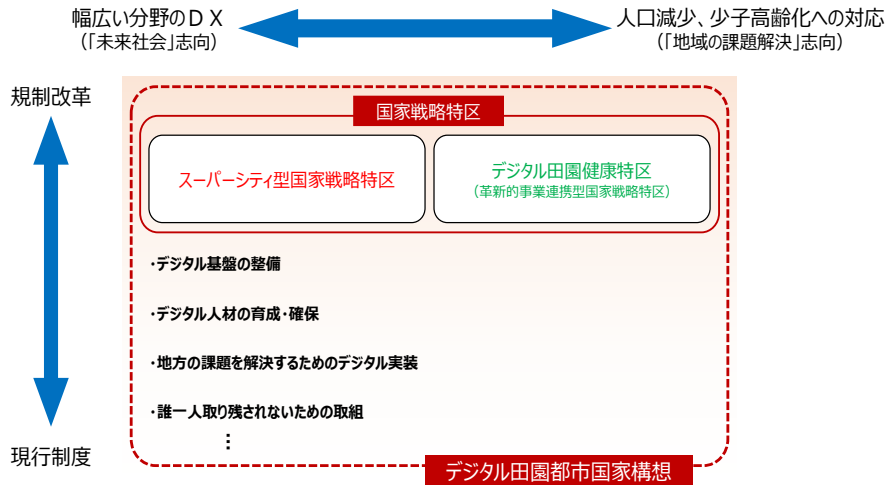 幅広い分野のＤＸ
（「未来社会」志向）
人口減少、少子高齢化への対応
（「地域の課題解決」志向）
規制改革
国家戦略特区
スーパーシティ型国家戦略特区
デジタル田園健康特区
（革新的事業連携型国家戦略特区）
・デジタル基盤の整備
・デジタル人材の育成・確保
・地方の課題を解決するためのデジタル実装
・誰一人取り残されないための取組
⋮
現行制度
デジタル田園都市国家構想